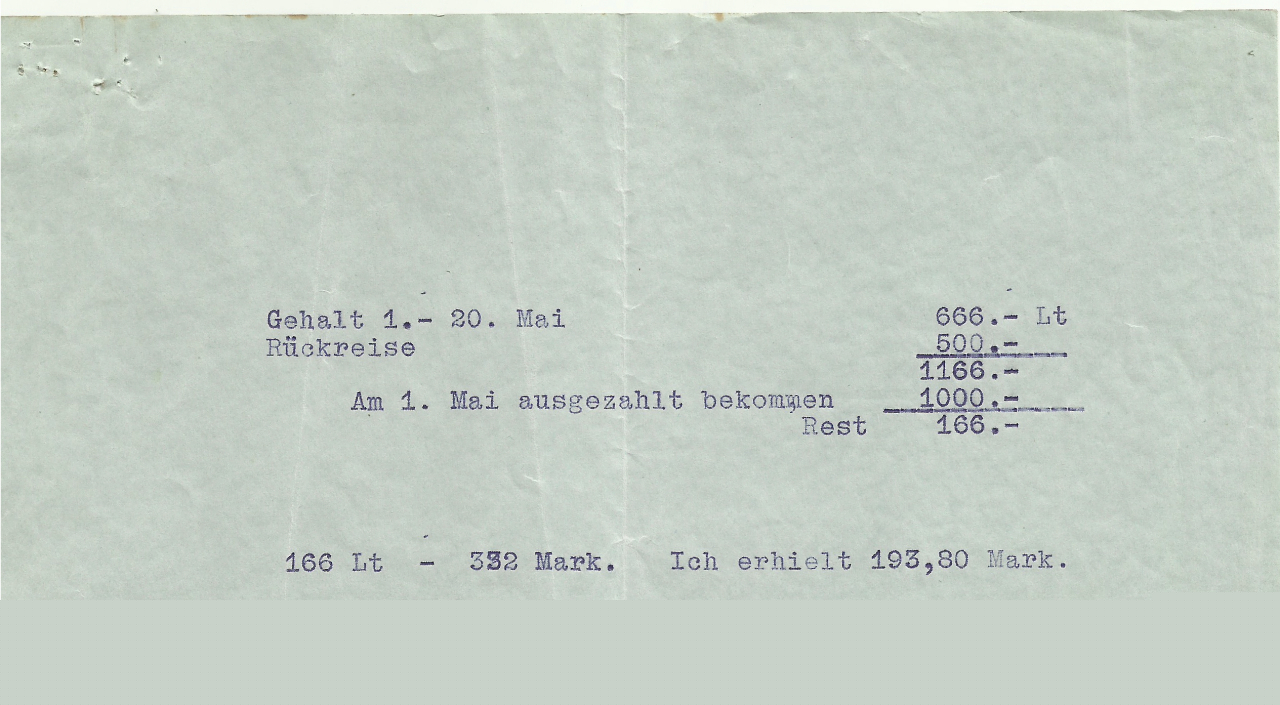 Gehalt 1.- 20. Mai 666.- Lt
Rückreise 500.-
1166.-
Am 1. Mai ausgezahlt bekommen 1000.-
Rest 166.-
166 Lt - 332 Mark. Ich erhielt 193,80 Mark.